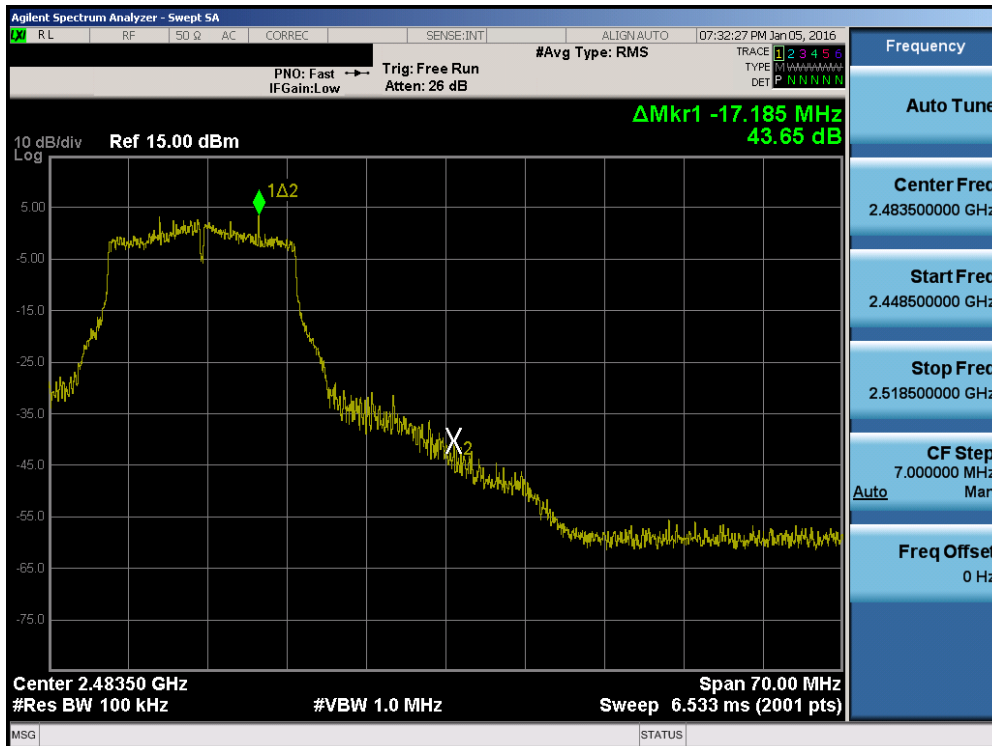 Agilent Spectrum Analyzer - Swept SA
LXI RL RF 50 Ω AC CORREC SENSE:INT ALIGN AUTO 07:32:27 PM Jan 05, 2016
#Avg Type: RMS TRACE 1 2 3 4 5 6
PNO: Fast Trig: Free Run TYPE M
IFGain:Low Atten: 26 dB DET P N N N N N
ΔMkr1 -17.185 MHz
43.65 dB
10 dB/div Ref 15.00 dBm
Log
1Δ2
5.00
-5.00
-15.0
-25.0
-35.0
X2
-45.0
-55.0
-65.0
-75.0
Center 2.48350 GHz Span 70.00 MHz
#Res BW 100 kHz #VBW 1.0 MHz Sweep 6.533 ms (2001 pts)
MSG STATUS
Frequency
Auto Tune
Center Freq
2.483500000 GHz
Start Freq
2.448500000 GHz
Stop Freq
2.518500000 GHz
CF Step
7.000000 MHz
Auto Man
Freq Offset
0 Hz